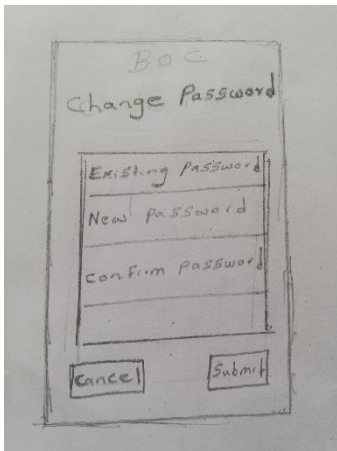 BOC
Change Password
Existing Password
New Password
Confirm Password
Cancel Submit